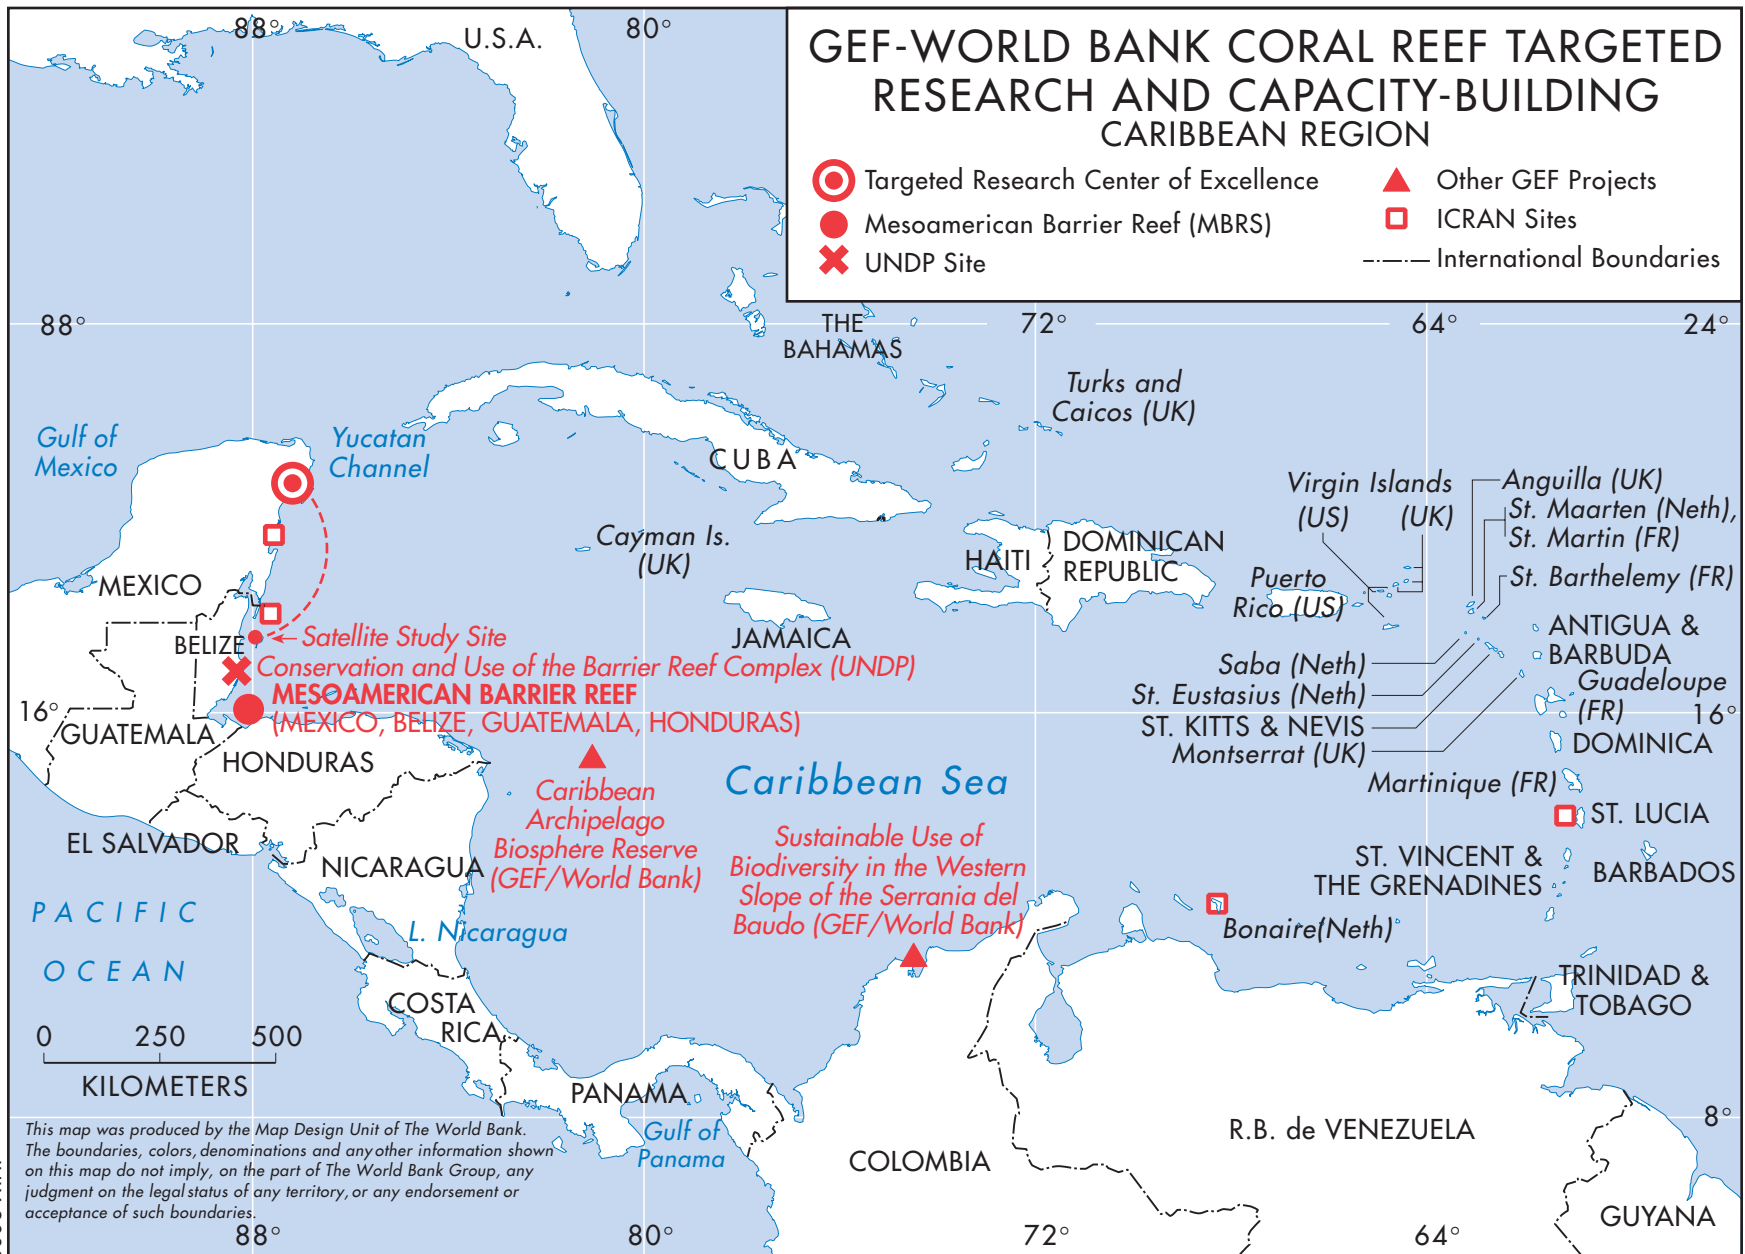 88°
80°
U.S.A.
GEF-WORLD BANK CORAL REEF TARGETED
RESEARCH AND CAPACITY-BUILDING
CARIBBEAN REGION
Targeted Research Center of Excellence
Mesoamerican Barrier Reef (MBRS)
UNDP Site
Other GEF Projects
ICRAN Sites
International Boundaries
88°
72°
64°
24°
THE
BAHAMAS
Turks and
Caicos (UK)
Gulf of
Mexico
Yucatan
Channel
CUBA
Cayman Is.
(UK)
HAITI
DOMINICAN
REPUBLIC
JAMAICA
Puerto
Rico (US)
Virgin Islands
(US)
(UK)
Anguilla (UK)
St. Maarten (Neth),
St. Martin (FR)
St. Barthelemy (FR)
ANTIGUA &
BARBUDA
Saba (Neth)
St. Eustasius (Neth)
ST. KITTS & NEVIS
Montserrat (UK)
Guadeloupe
(FR)
16°
DOMINICA
Martinique (FR)
ST. LUCIA
ST. VINCENT &
THE GRENADINES
BARBADOS
MEXICO
BELIZE
Satellite Study Site
Conservation and Use of the Barrier Reef Complex (UNDP)
MESOAMERICAN BARRIER REEF
(MEXICO, BELIZE, GUATEMALA, HONDURAS)
16°
GUATEMALA
HONDURAS
EL SALVADOR
NICARAGUA
Caribbean
Archipelago
Biosphere Reserve
(GEF/World Bank)
Caribbean Sea
Sustainable Use of
Biodiversity in the Western
Slope of the Serrania del
Baudo (GEF/World Bank)
Bonaire(Neth)
PACIFIC
OCEAN
L. Nicaragua
COSTA
RICA
TRINIDAD &
TOBAGO
0 250 500
KILOMETERS
PANAMA
Gulf of
Panama
COLOMBIA
R.B. de VENEZUELA
8°
GUYANA
This map was produced by the Map Design Unit of The World Bank.
The boundaries, colors, denominations and any other information shown
on this map do not imply, on the part of The World Bank Group, any
judgment on the legal status of any territory, or any endorsement or
acceptance of such boundaries.
88°
80°
72°
64°